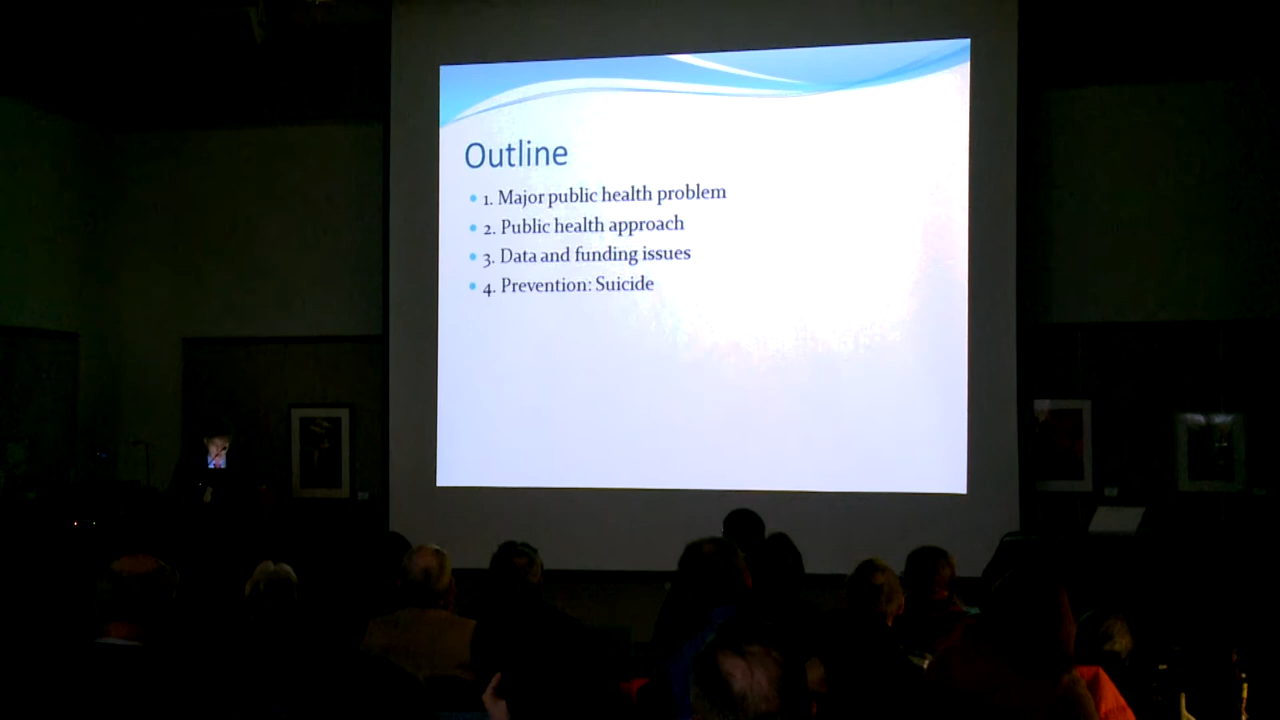 Outline
• 1. Major public health problem
• 2. Public health approach
• 3. Data and funding issues
• 4. Prevention: Suicide